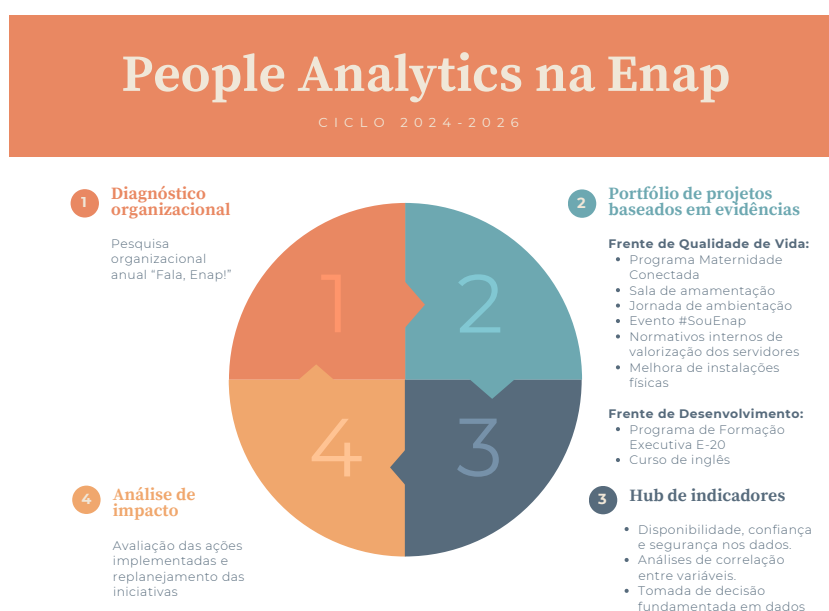 People Analytics na Enap
CICLO 2024-2026
1
Diagnóstico
organizacional
Pesquisa
organizacional
anual “Fala, Enap!”
2
Portfólio de projetos
baseados em evidências
Frente de Qualidade de Vida:
• Programa Maternidade
Conectada
• Sala de amamentação
• Jornada de ambientação
• Evento #SouEnap
• Normativos internos de
valorização dos servidores
• Melhora de instalações
físicas
Frente de Desenvolvimento:
• Programa de Formação
Executiva E-20
• Curso de inglês
1
2
4
3
4
Análise de
impacto
Avaliação das ações
implementadas e
replanejamento das
iniciativas
3
Hub de indicadores
• Disponibilidade, confiança
e segurança nos dados.
• Análises de correlação
entre variáveis.
• Tomada de decisão
fundamentada em dados